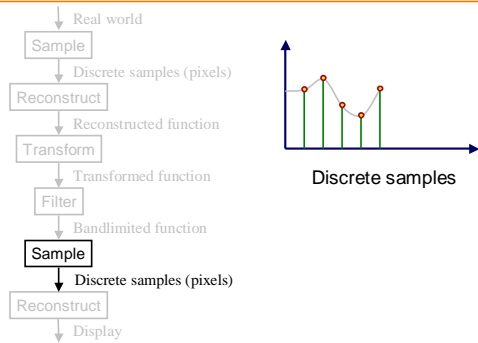 Real world
Sample
Discrete samples (pixels)
Reconstruct
Reconstructed function
Transform
Transformed function
Filter
Bandlimited function
Sample
Discrete samples (pixels)
Reconstruct
Display
Discrete samples